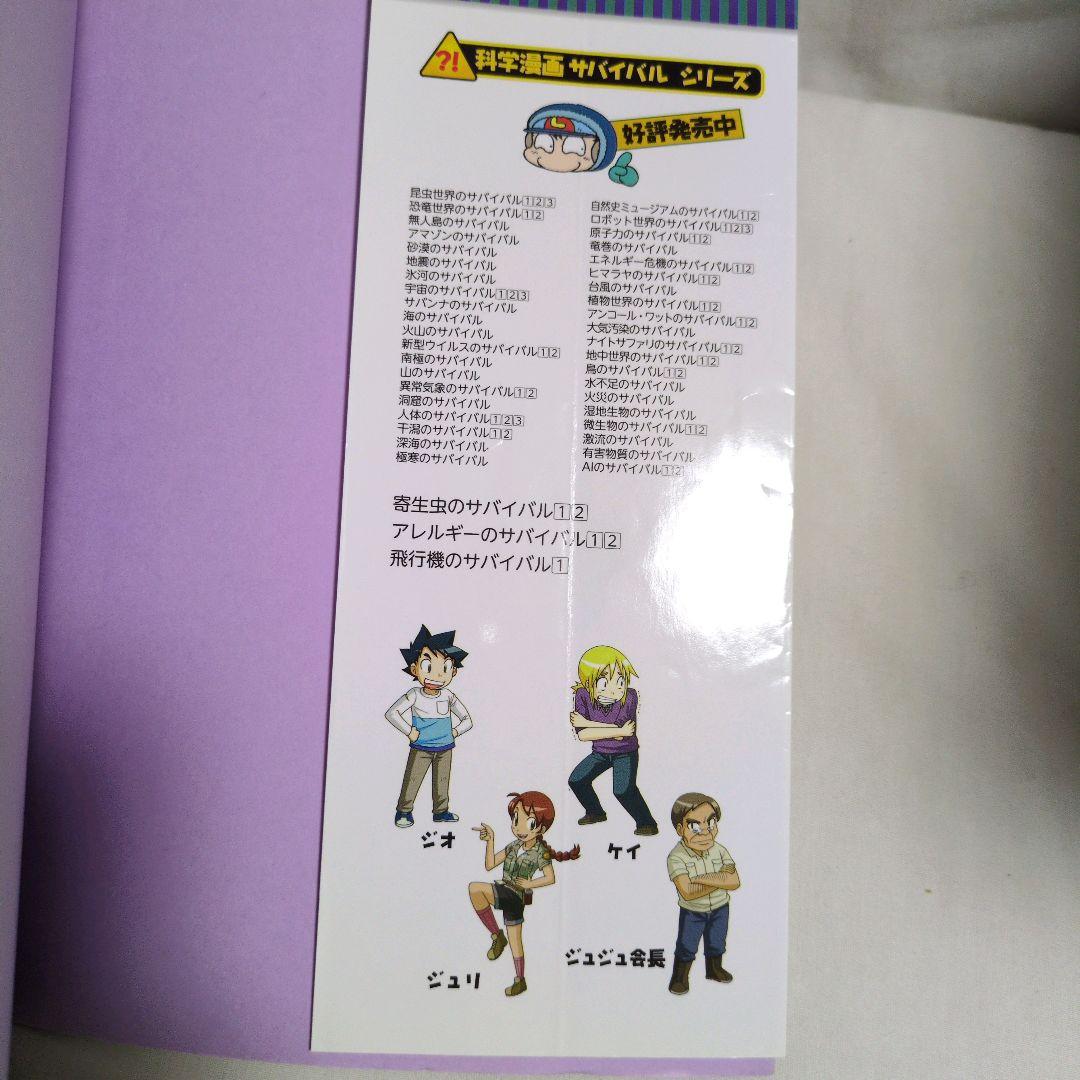 ?! 科学漫画 サバイバル シリーズ
好評発売中
昆虫世界のサバイバル123
恐竜世界のサバイバル12
無人島のサバイバル
アマゾンのサバイバル
砂漠のサバイバル
地震のサバイバル
氷河のサバイバル
宇宙のサバイバル123
サバンナのサバイバル
海のサバイバル
火山のサバイバル
新型ウイルスのサバイバル12
南極のサバイバル
山のサバイバル
異常気象のサバイバル12
洞窟のサバイバル
人体のサバイバル123
干潟のサバイバル12
深海のサバイバル
極寒のサバイバル
自然史ミュージアムのサバイバル12
ロボット世界のサバイバル123
原子力のサバイバル12
竜巻のサバイバル
エネルギー危機のサバイバル12
ヒマラヤのサバイバル12
台風のサバイバル
植物世界のサバイバル12
アンコール・ワットのサバイバル12
大気汚染のサバイバル
ナイトサファリのサバイバル12
地中世界のサバイバル12
鳥のサバイバル12
水不足のサバイバル
火災のサバイバル
湿地生物のサバイバル
微生物のサバイバル12
激流のサバイバル
有害物質のサバイバル
AIのサバイバル12
寄生虫のサバイバル12
アレルギーのサバイバル12
飛行機のサバイバル1
ジオ
ケイ
ジュリ
ジュジュ会長